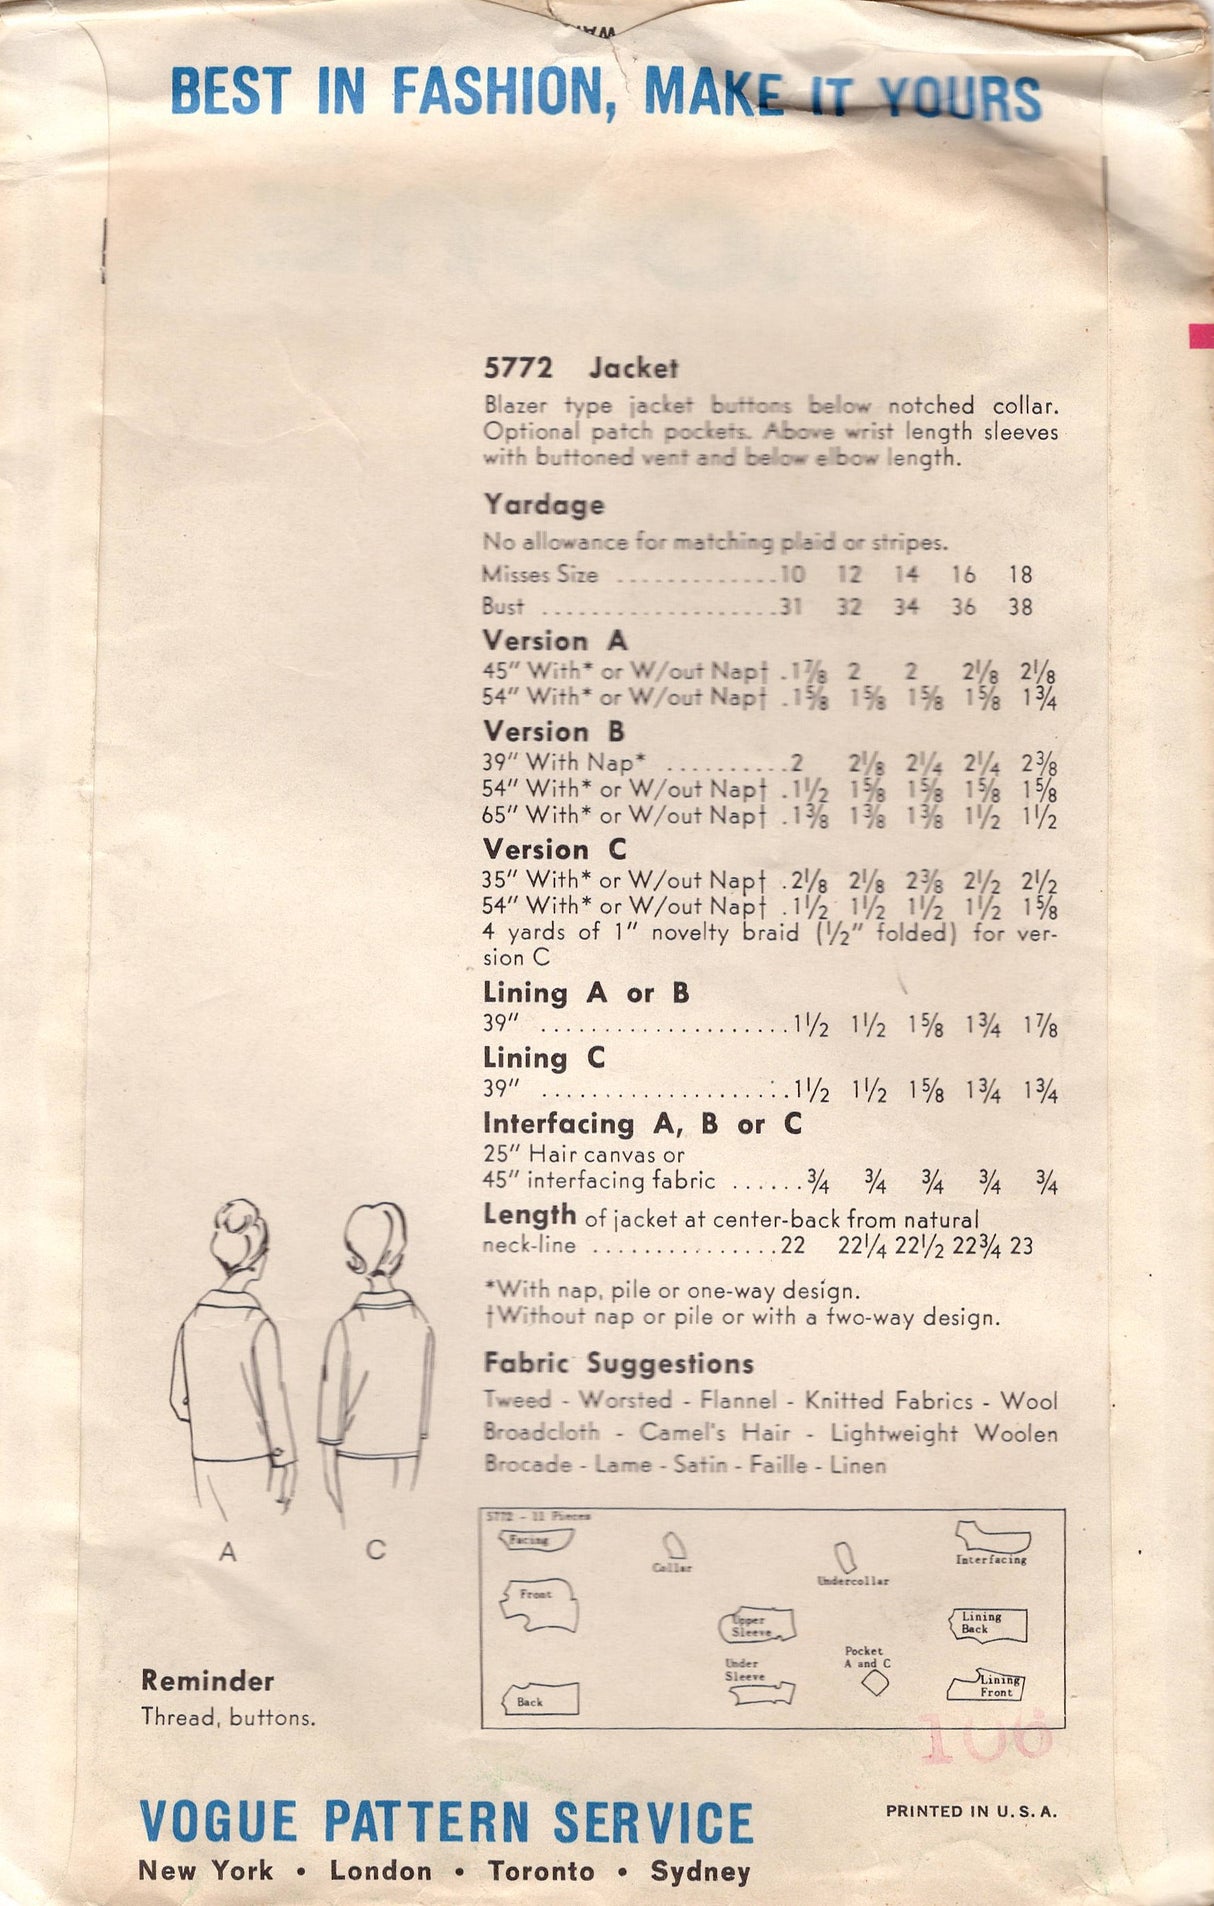 BEST IN FASHION, MAKE IT YOURS
5772 Jacket
Blazer type jacket buttons below notched collar.
Optional patch pockets. Above wrist length sleeves
with buttoned vent and below elbow length.
Yardage
No allowance for matching plaid or stripes.
Misses Size ..............10 12 14 16 18
Bust ....................31 32 34 36 38
Version A
45" With* or W/out Nap† .1⅞ 2 2 2⅛ 2⅛
54" With* or W/out Nap† .1⅝ 1⅝ 1⅝ 1⅝ 1¾
Version B
39" With Nap* ..........2 2⅛ 2¼ 2¼ 2⅜
54" With* or W/out Nap† .1½ 1⅝ 1⅝ 1⅝ 1⅝
65" With* or W/out Nap† .1⅜ 1⅜ 1⅜ 1½ 1½
Version C
35" With* or W/out Nap† .2⅛ 2⅛ 2⅜ 2½ 2½
54" With* or W/out Nap† .1½ 1½ 1½ 1½ 1⅝
4 yards of 1" novelty braid (½" folded) for ver-
sion C
Lining A or B
39" .....................1½ 1½ 1⅝ 1¾ 1⅞
Lining C
39" .....................1½ 1½ 1⅝ 1¾ 1¾
Interfacing A, B or C
25" Hair canvas or
45" interfacing fabric ......¾ ¾ ¾ ¾ ¾
Length of jacket at center-back from natural
neck-line ................22 22¼ 22½ 22¾ 23
*With nap, pile or one-way design.
†Without nap or pile or with a two-way design.
Fabric Suggestions
Tweed - Worsted - Flannel - Knitted Fabrics - Wool
Broadcloth - Camel's Hair - Lightweight Woolen
Brocade - Lame - Satin - Faille - Linen
A C
5772 - 11 Pieces
Facing
Collar
Undercollar
Interfacing
Front
Upper
Sleeve
Lining
Back
Under
Sleeve
Pocket
A and C
Back
Lining
Front
Reminder
Thread, buttons.
106
VOGUE PATTERN SERVICE
PRINTED IN U.S.A.
New York • London • Toronto • Sydney